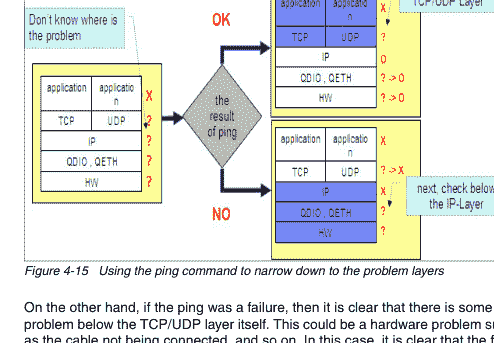 application
applicatio
n
X
TCP/UDP Layer
TCP
UDP
?
IP
O
QDIO, QETH
? -> O
HW
? -> O
Don't know where is
the problem
OK
application
applicatio
n
X
TCP
UDP
?
IP
?
QDIO, QETH
?
HW
?
the
result
of ping
NO
application
applicatio
n
X
TCP
UDP
? -> X
IP
X
QDIO, QETH
?
HW
?
next, check below
the IP-Layer
Figure 4-15 Using the ping command to narrow down to the problem layers
On the other hand, if the ping was a failure, then it is clear that there is some
problem below the TCP/UDP layer itself. This could be a hardware problem
as the cable not being connected, and so on. In this case, it is clear that the